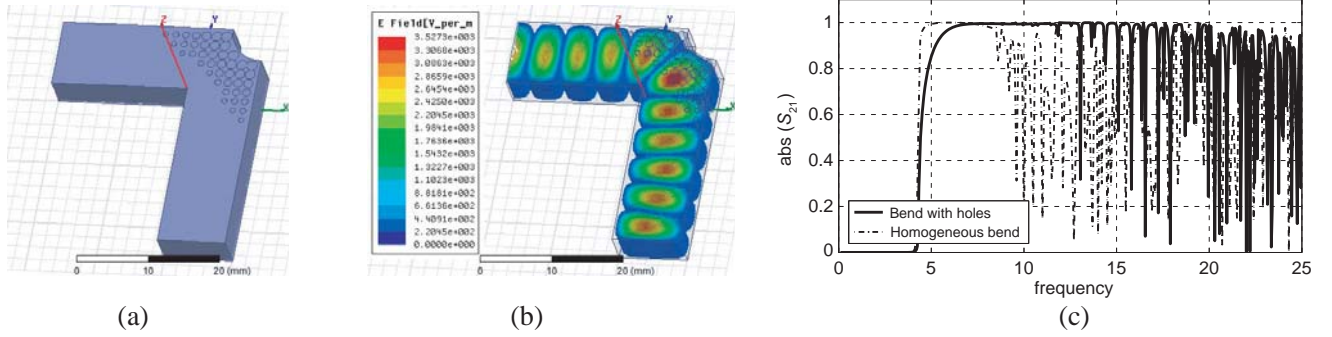 Z
Y
X
0 10 20 (mm)
(a)
E Field[V_per_m
3.5273e+003
3.3068e+003
3.0863e+003
2.8659e+003
2.6454e+003
2.4250e+003
2.2045e+003
1.9841e+003
1.7636e+003
1.5432e+003
1.3227e+003
1.1023e+003
8.8181e+002
6.6136e+002
4.4091e+002
2.2045e+002
0.0000e+000
Z
Y
0 10 20 (mm)
(b)
abs (S21)
1
0.8
0.6
0.4
0.2
0
Bend with holes
Homogeneous bend
0 5 10 15 20 25
frequency
(c)